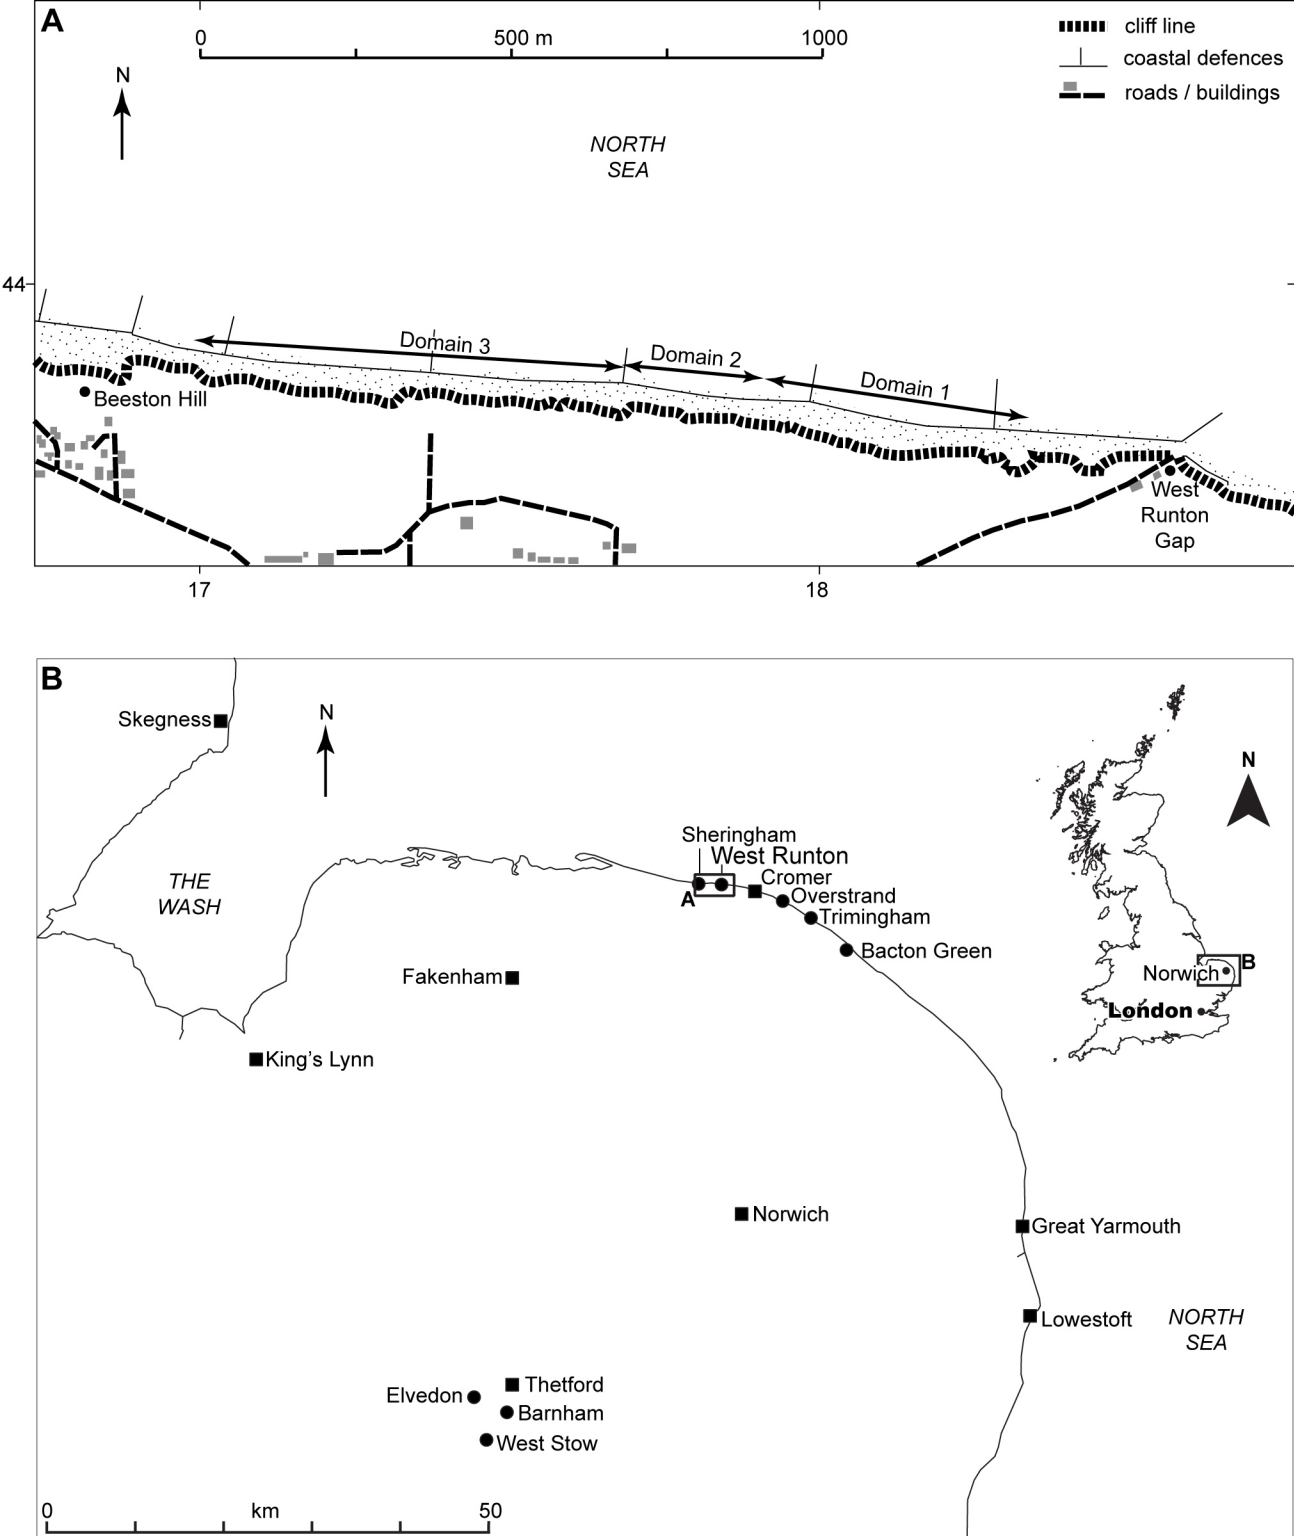 A
0 500 m 1000
cliff line
coastal defences
roads / buildings
N
NORTH
SEA
44
Domain 3
Domain 2
Domain 1
Beeston Hill
West
Runton
Gap
17
18
B
Skegness
N
N
Sheringham
West Runton
Cromer
A
Overstrand
Trimingham
Bacton Green
THE
WASH
Fakenham
King’s Lynn
B
Norwich
London
Norwich
Great Yarmouth
Lowestoft
NORTH
SEA
Thetford
Elvedon
Barnham
West Stow
0 km 50